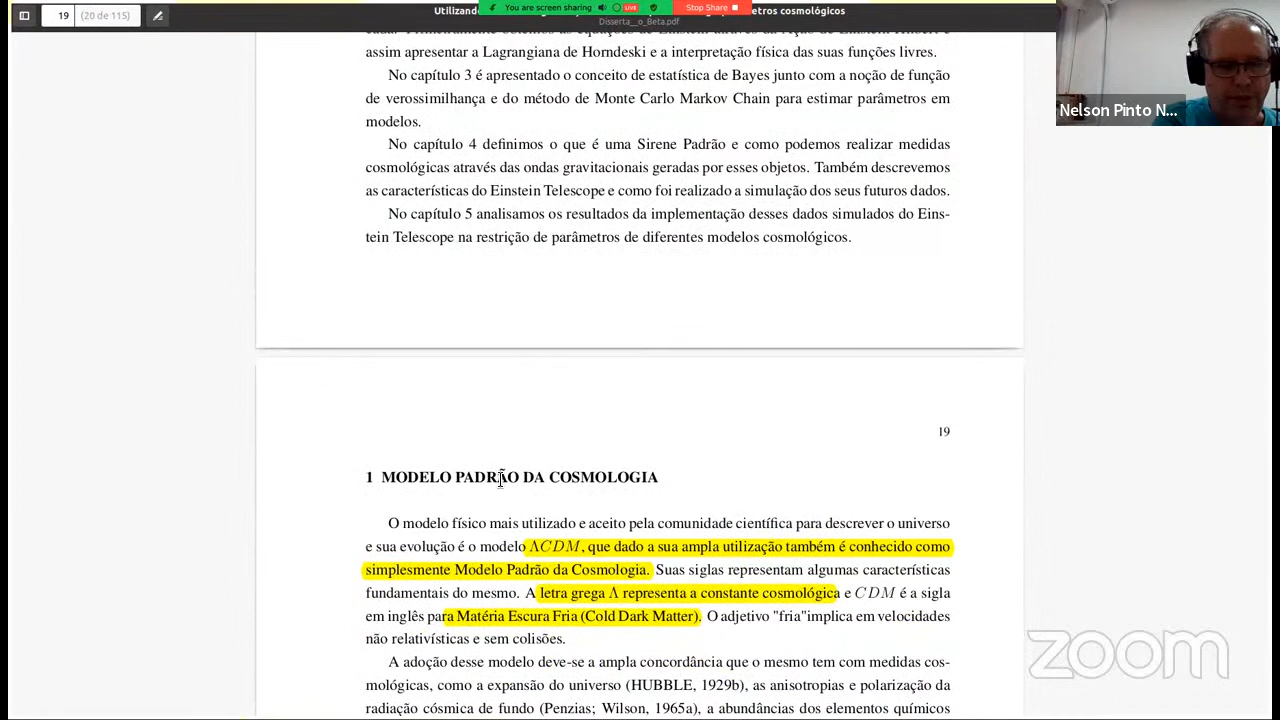 19 (20 de 115)
You are screen sharing LIVE Stop Share
Utilizando etros cosmológicos
Disserta__o_Beta.pdf
assim apresentar a Lagrangiana de Horndeski e a interpretação física das suas funções livres.
No capítulo 3 é apresentado o conceito de estatística de Bayes junto com a noção de função
de verossimilhança e do método de Monte Carlo Markov Chain para estimar parâmetros em
modelos.
No capítulo 4 definimos o que é uma Sirene Padrão e como podemos realizar medidas
cosmológicas através das ondas gravitacionais geradas por esses objetos. Também descrevemos
as características do Einstein Telescope e como foi realizado a simulação dos seus futuros dados.
No capítulo 5 analisamos os resultados da implementação desses dados simulados do Eins-
tein Telescope na restrição de parâmetros de diferentes modelos cosmológicos.
Nelson Pinto N...
19
1 MODELO PADRÃO DA COSMOLOGIA
O modelo físico mais utilizado e aceito pela comunidade científica para descrever o universo
e sua evolução é o modelo ΛCDM, que dado a sua ampla utilização também é conhecido como
simplesmente Modelo Padrão da Cosmologia. Suas siglas representam algumas características
fundamentais do mesmo. A letra grega Λ representa a constante cosmológica e CDM é a sigla
em inglês para Matéria Escura Fria (Cold Dark Matter). O adjetivo "fria"implica em velocidades
não relativísticas e sem colisões.
A adoção desse modelo deve-se a ampla concordância que o mesmo tem com medidas cos-
mológicas, como a expansão do universo (HUBBLE, 1929b), as anisotropias e polarização da
radiação cósmica de fundo (Penzias; Wilson, 1965a), a abundâncias dos elementos químicos
zoom